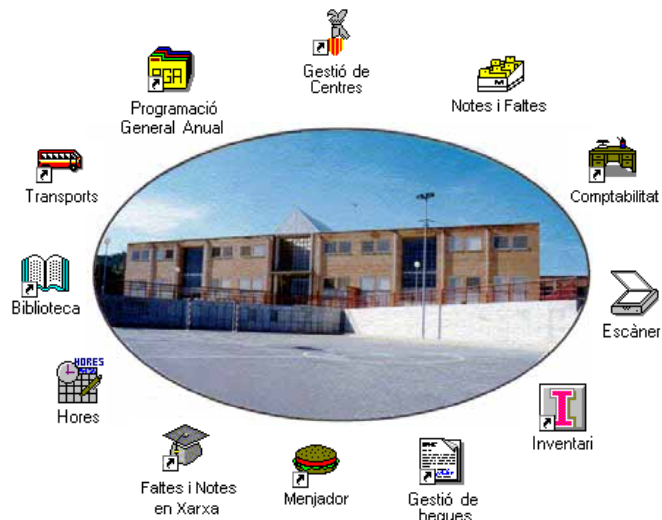 Gestió de
Centres
Programació
General Anual
Notes i Faltes
Transports
Comptabilitat
Biblioteca
Escàner
HORES
Hores
Inventari
Faltes i Notes
en Xarxa
Menjador
Gestió de
beques